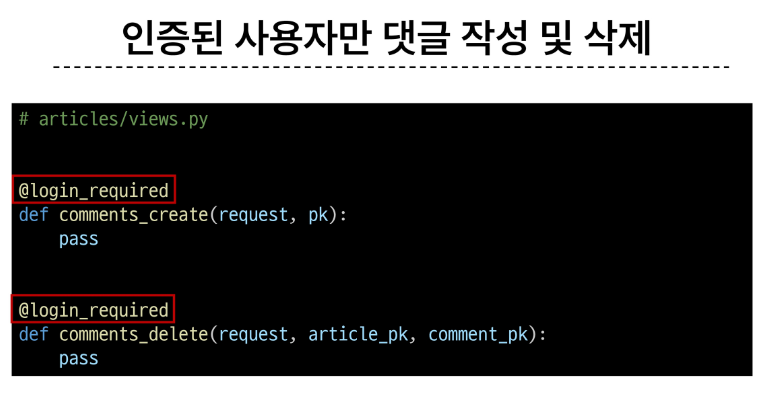 인증된 사용자만 댓글 작성 및 삭제
# articles/views.py
@login_required
def comments_create(request, pk):
    pass
@login_required
def comments_delete(request, article_pk, comment_pk):
    pass